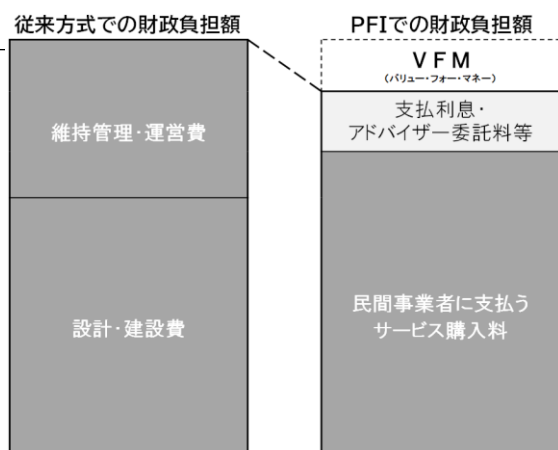 従来方式での財政負担額
維持管理・運営費
設計・建設費
PFIでの財政負担額
VFM
(バリュー・フォー・マネー)
支払利息・
アドバイザー委託料等
民間事業者に支払う
サービス購入料